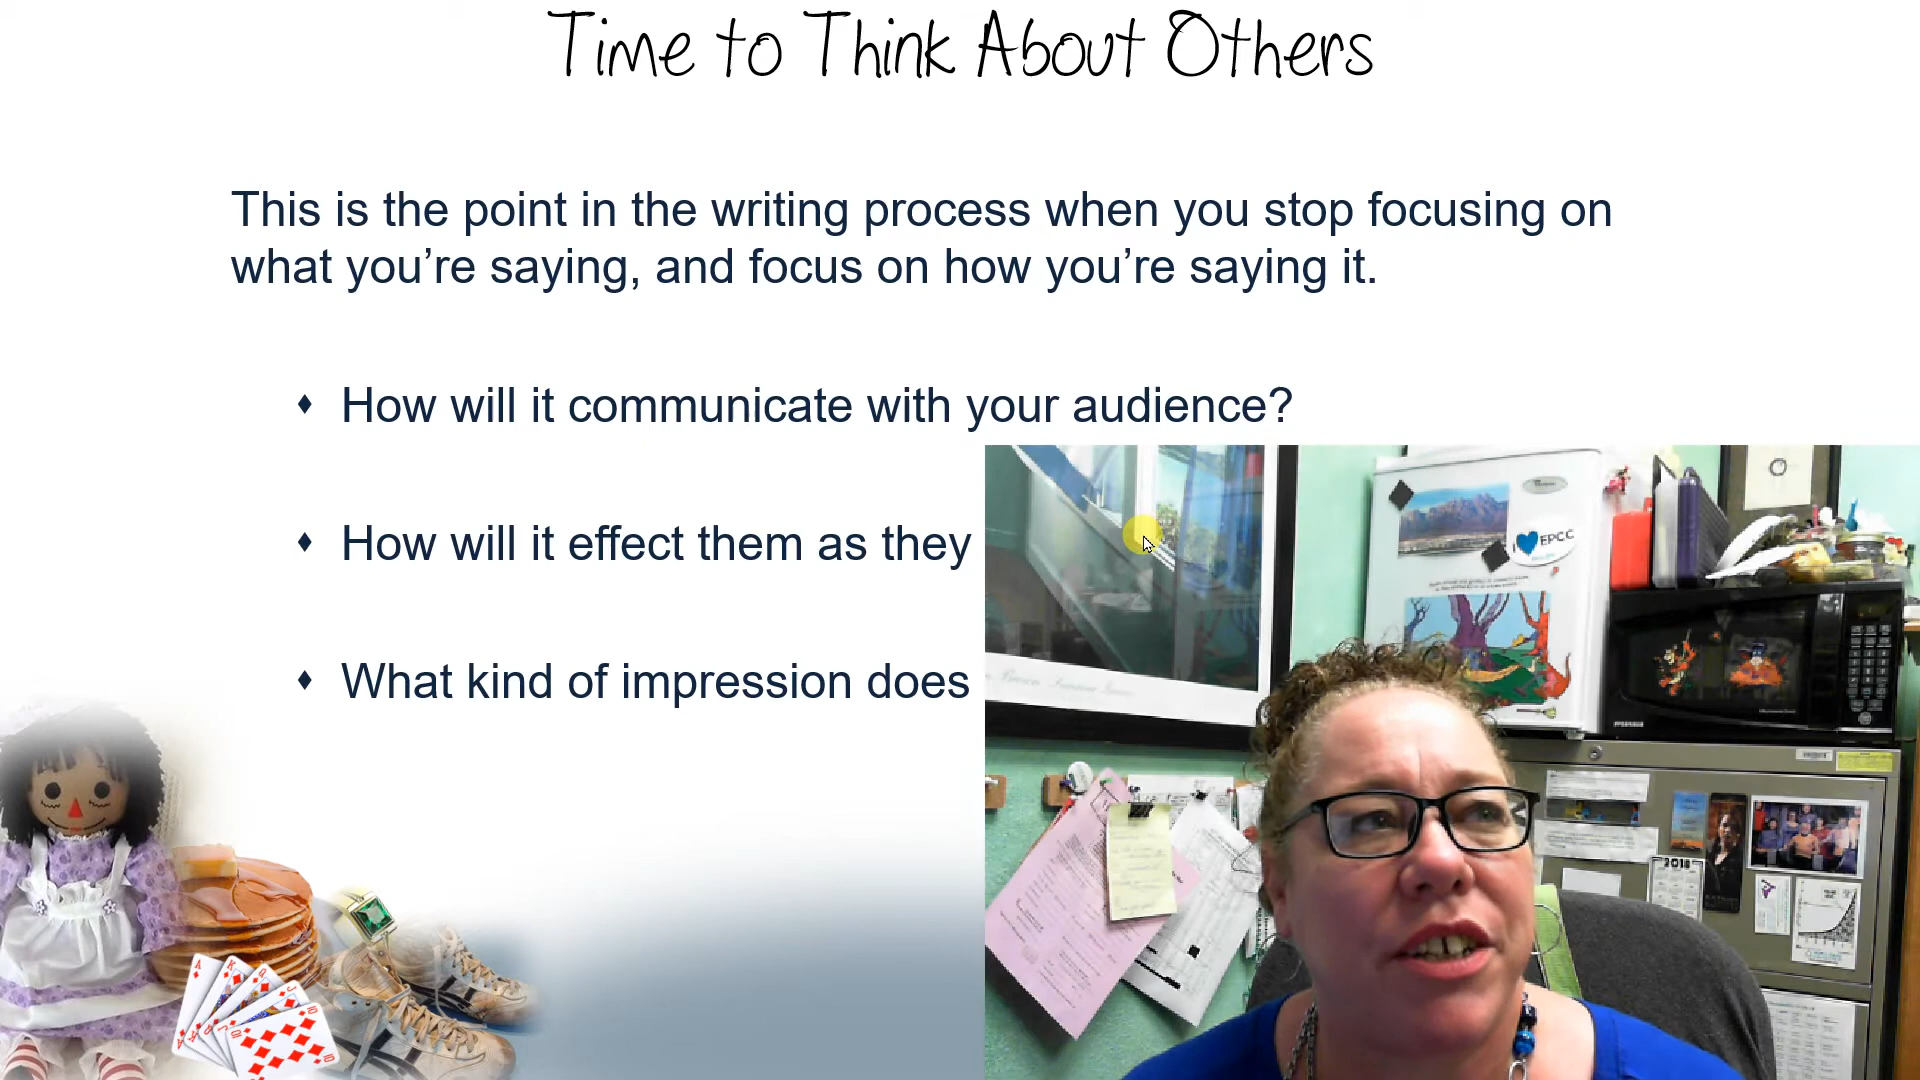 Time to Think About Others
This is the point in the writing process when you stop focusing on
what you're saying, and focus on how you're saying it.
♦ How will it communicate with your audience?
♦ How will it effect them as they
♦ What kind of impression does
I EPCC
2018
A K Q J 10